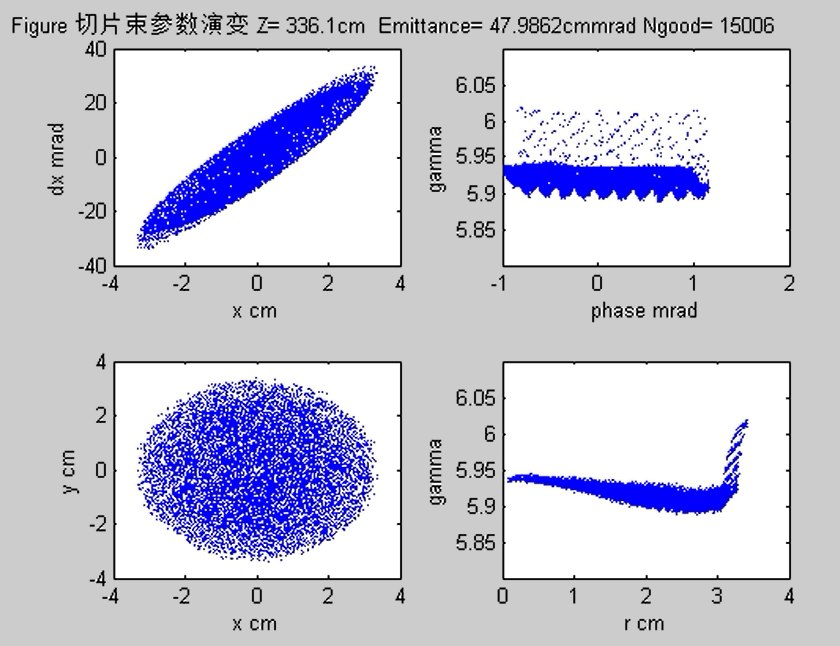 Figure 切片束参数演变 Z= 336.1cm Emittance= 47.9862cmmrad Ngood= 15006
40
20
0
-20
-40
dx mrad
-4 -2 0 2 4
x cm
6.05
6
5.95
5.9
5.85
gamma
-1 0 1 2
phase mrad
4
2
0
-2
-4
y cm
-4 -2 0 2 4
x cm
6.05
6
5.95
5.9
5.85
gamma
0 1 2 3 4
r cm